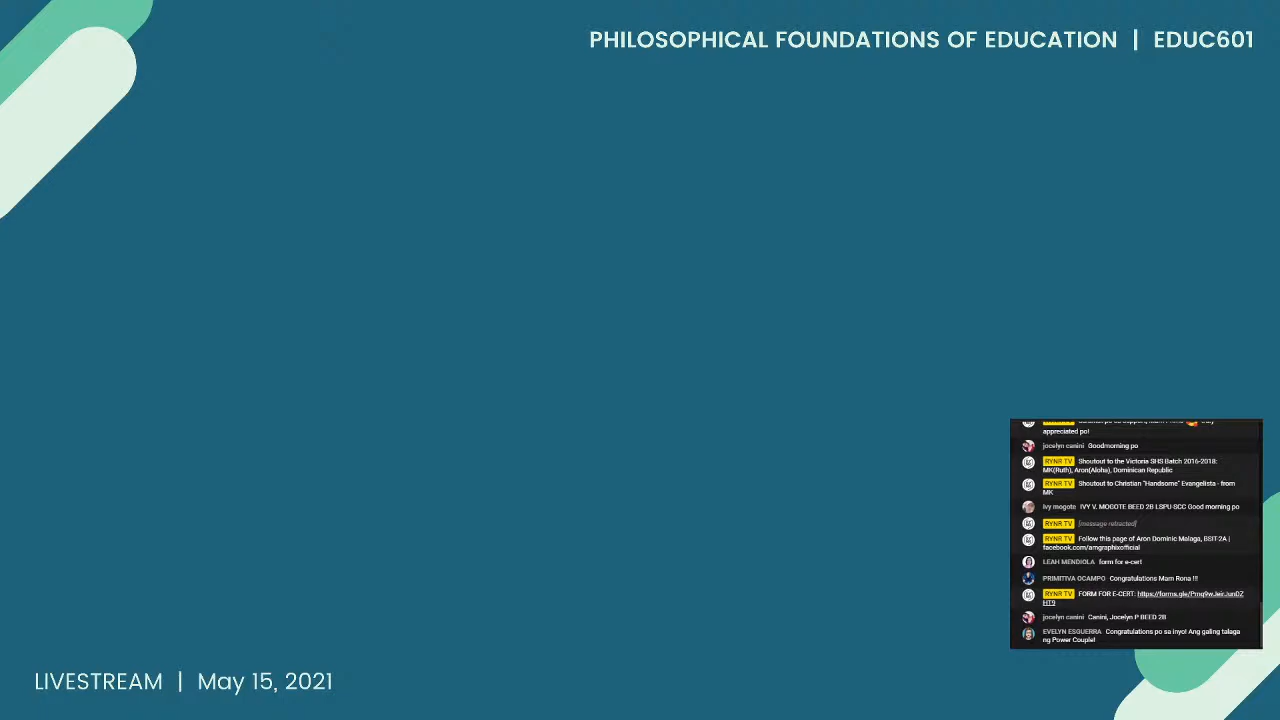 PHILOSOPHICAL FOUNDATIONS OF EDUCATION | EDUC601
appreciated po!
jocelyn canini Goodmorning po
RYNR TV Shoutout to the Victoria SHS Batch 2016-2018:
MK(Ruth), Aron(Aloha), Dominican Republic
RYNR TV Shoutout to Christian "Handsome" Evangelista - from
MK
Ivy mogote IVY V. MOGOTE BEED 2B LSPU-SCC Good morning po
RYNR TV [message retracted]
RYNR TV Follow this page of Aron Dominic Malaga, BSIT-2A |
facebook.com/amgraphixofficial
LEAH MENDIOLA form for e-cert
PRIMITIVA OCAMPO Congratulations Mam Rona !!!
RYNR TV FORM FOR E-CERT:
jocelyn canini Canini, Jocelyn P BEED 2B
EVELYN ESGUERRA Congratulations po sa inyo! Ang galing talaga
ng Power Couple!
LIVESTREAM | May 15, 2021